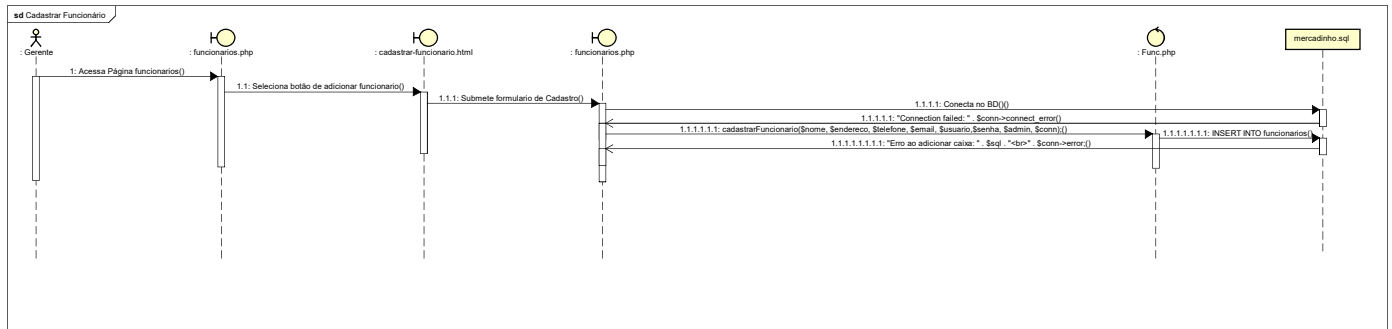 sd Cadastrar Funcionário
: Gerente
: funcionarios.php
: cadastrar-funcionario.html
: funcionarios.php
: Func.php
mercadinho.sql
1: Acessa Página funcionarios()
1.1: Seleciona botão de adicionar funcionario()
1.1.1: Submete formulario de Cadastro()
1.1.1.1: Conecta no BD()()
1.1.1.1.1: "Connection failed: " . $conn->connect_error()
1.1.1.1.1.1: cadastrarFuncionario($nome, $endereco, $telefone, $email, $usuario,$senha, $admin, $conn);()
1.1.1.1.1.1.1: INSERT INTO funcionarios()
1.1.1.1.1.1.1.1: "Erro ao adicionar caixa: " . $sql . "<br>" . $conn->error;()